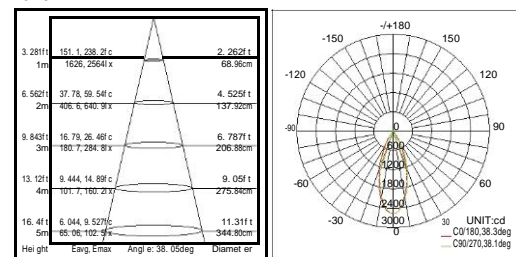 3.281ft 151.1, 238.2fc 2.262ft
1m 1626, 2564lx 68.96cm
6.562ft 37.78, 59.54fc 4.525ft
2m 406.6, 640.9lx 137.92cm
9.843ft 16.79, 26.46fc 6.787ft
3m 180.7, 284.8lx 206.88cm
13.12ft 9.444, 14.89fc 9.05ft
4m 101.7, 160.2lx 275.84cm
16.4ft 6.044, 9.527fc 11.31ft
5m 65.06, 102.5lx 344.80cm
Height Eavg, Emax Angle: 38.05deg Diameter
-/+180
-150 150
-120 120
-90 90
-60 60
-30 30
0
0
600
1200
1800
2400
3000
UNIT:cd
C0/180,38.3deg
C90/270,38.1deg